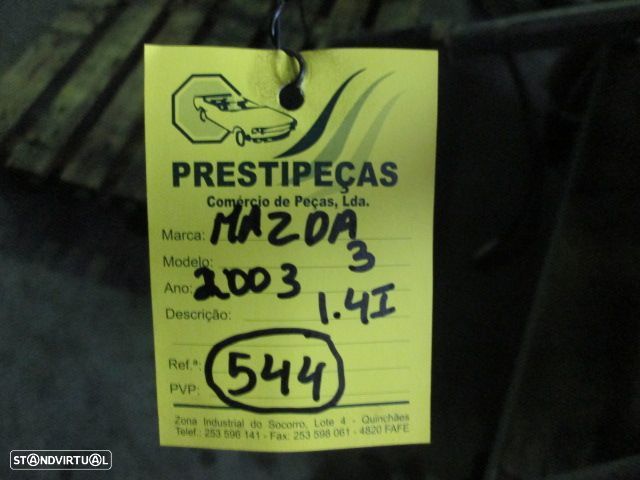 PRESTIPEÇAS
Comércio de Peças, Lda.
Marca: MAZDA
Modelo: 3
Ano: 2003
Descrição: 1.4I
Ref.ª: 544
PVP:
Zona Industrial do Socorro, Lote 4 - Quinchães
Telef.: 253 596 141 - Fax: 253 598 061 - 4820 FAFE
STANDVIRTUAL